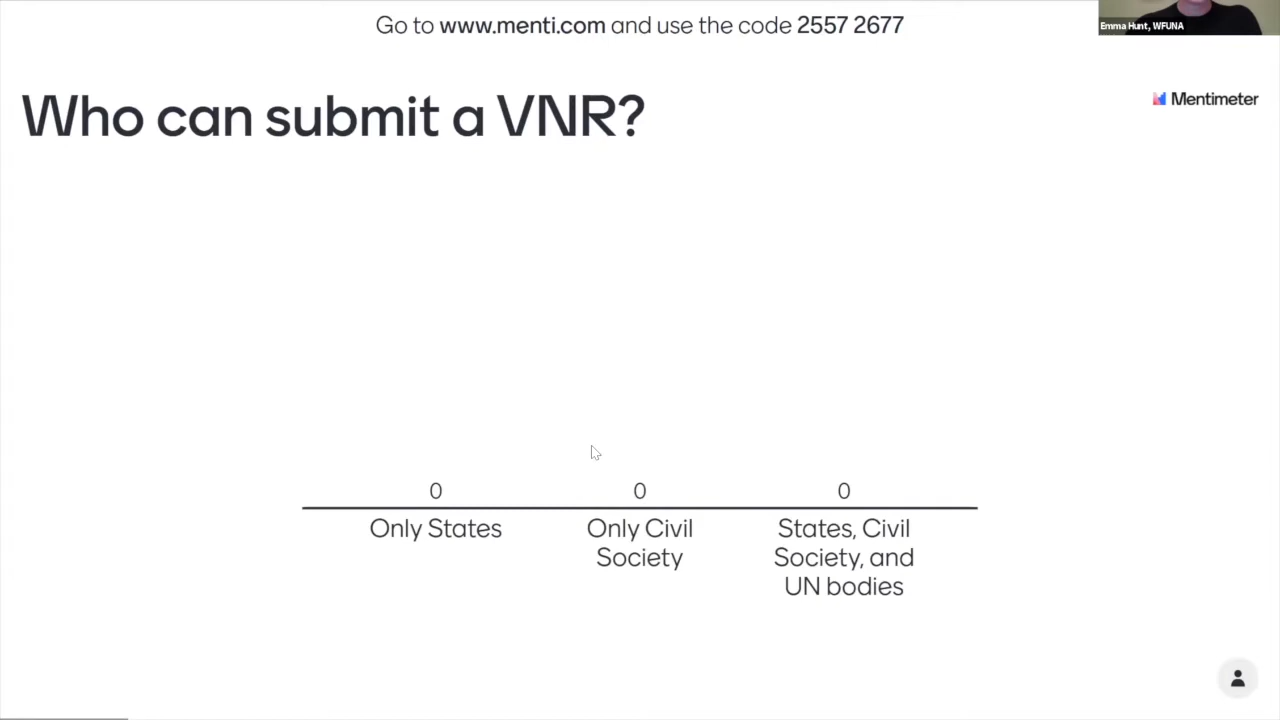 Go to www.menti.com and use the code 2557 2677
Emma Hunt, WFUNA
Who can submit a VNR?
Mentimeter
0
0
0
Only States
Only Civil
Society
States, Civil
Society, and
UN bodies